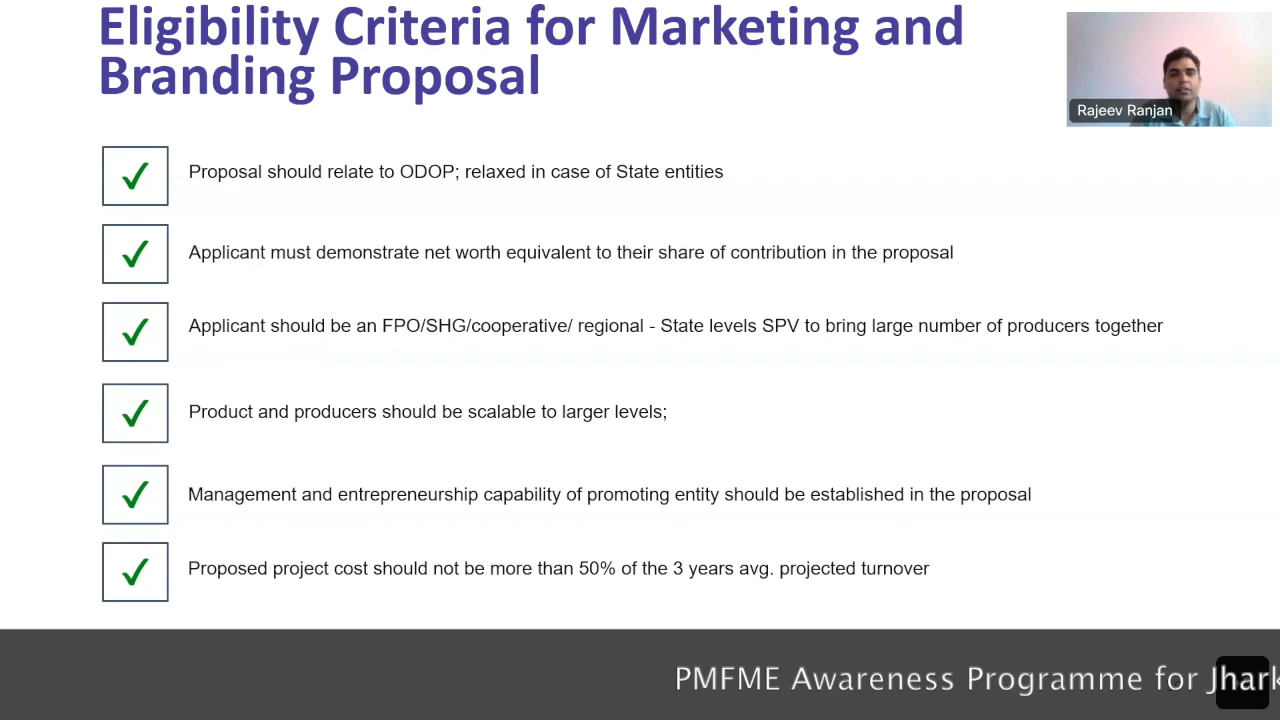 Eligibility Criteria for Marketing and
Branding Proposal
Rajeev Ranjan
Proposal should relate to ODOP; relaxed in case of State entities
Applicant must demonstrate net worth equivalent to their share of contribution in the proposal
Applicant should be an FPO/SHG/cooperative/ regional - State levels SPV to bring large number of producers together
Product and producers should be scalable to larger levels;
Management and entrepreneurship capability of promoting entity should be established in the proposal
Proposed project cost should not be more than 50% of the 3 years avg. projected turnover
PMFME Awareness Programme for Jhark